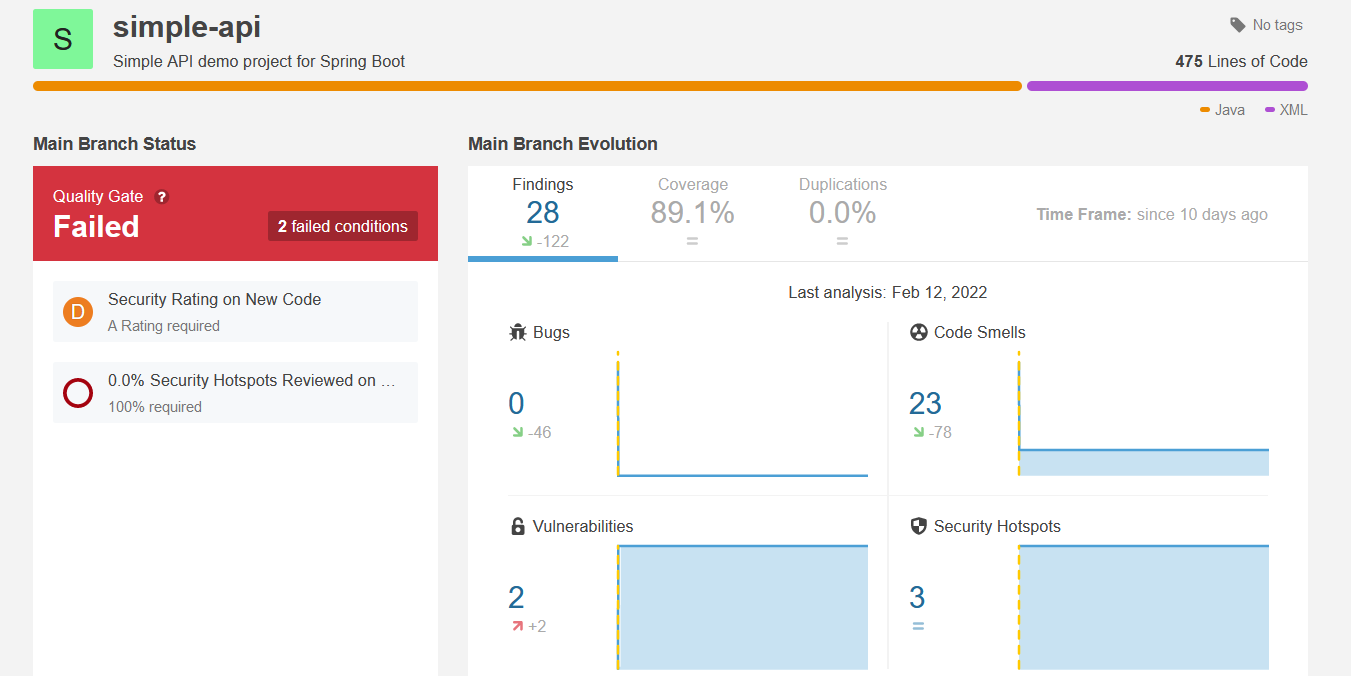 S
simple-api
No tags
Simple API demo project for Spring Boot
475 Lines of Code
Java XML
Main Branch Status
Quality Gate ?
Failed
2 failed conditions
D
Security Rating on New Code
A Rating required
0.0% Security Hotspots Reviewed on …
100% required
Main Branch Evolution
Findings
28
-122
Coverage
89.1%
=
Duplications
0.0%
=
Time Frame: since 10 days ago
Last analysis: Feb 12, 2022
Bugs
0
-46
Code Smells
23
-78
Vulnerabilities
2
+2
Security Hotspots
3
=